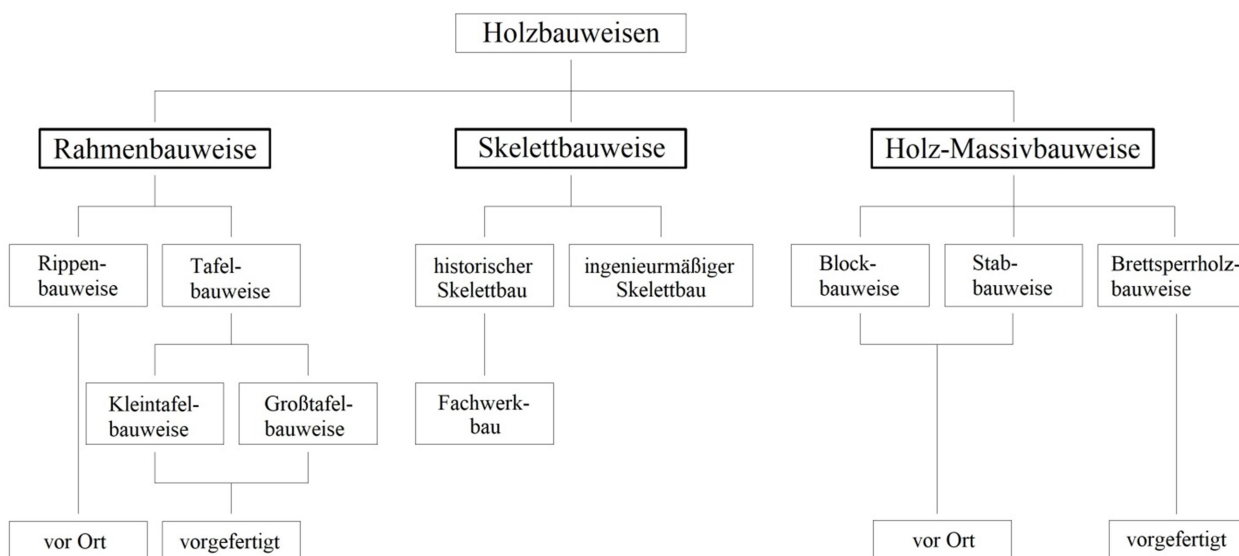 Holzbauweisen
Rahmenbauweise
Skelettbauweise
Holz-Massivbauweise
Rippen-
bauweise
Tafel-
bauweise
historischer
Skelettbau
ingenieurmäßiger
Skelettbau
Block-
bauweise
Stab-
bauweise
Brettsperrholz-
bauweise
Kleintafel-
bauweise
Großtafel-
bauweise
Fachwerk-
bau
vor Ort
vorgefertigt
vor Ort
vorgefertigt